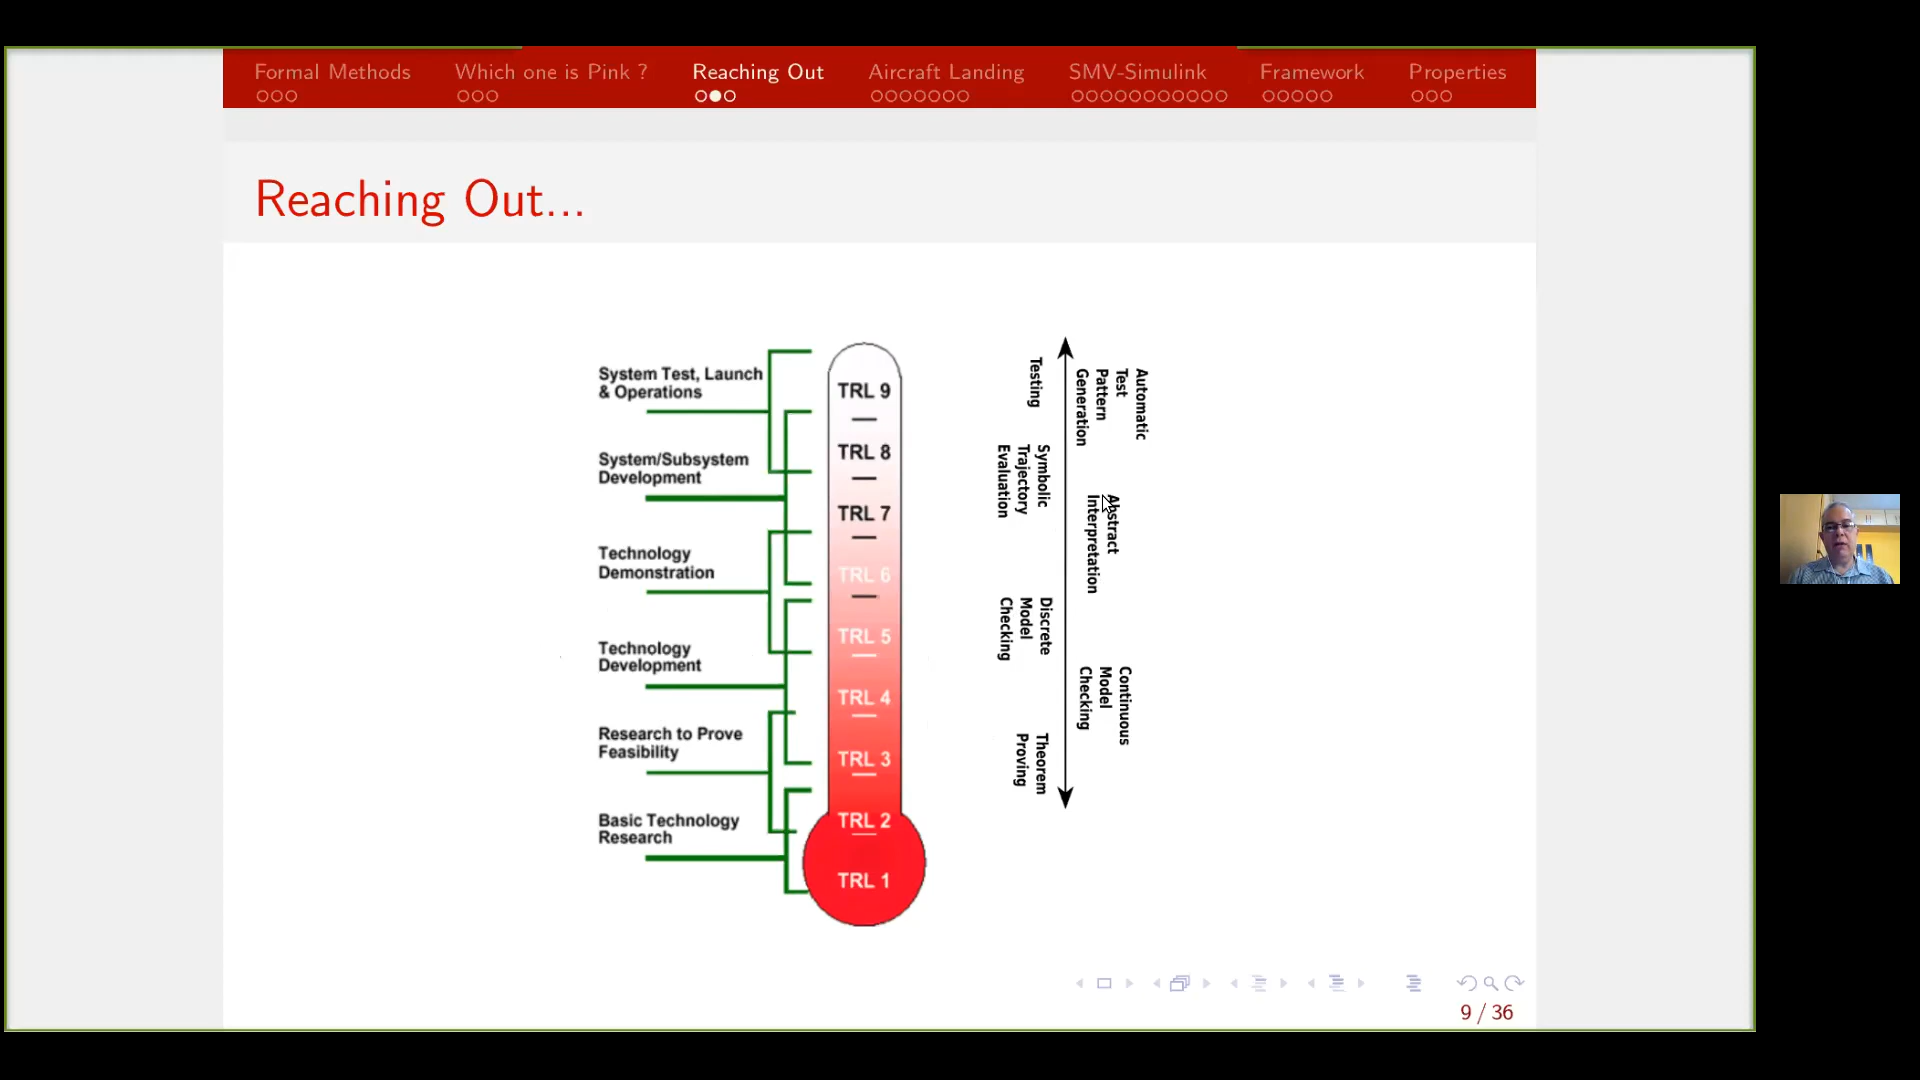 Formal Methods
Which one is Pink ?
Reaching Out
Aircraft Landing
SMV-Simulink
Framework
Properties
Reaching Out...
System Test, Launch
& Operations
System/Subsystem
Development
Technology
Demonstration
Technology
Development
Research to Prove
Feasibility
Basic Technology
Research
TRL 9
TRL 8
TRL 7
TRL 6
TRL 5
TRL 4
TRL 3
TRL 2
TRL 1
Testing
Symbolic
Trajectory
Evaluation
Discrete
Model
Checking
Theorem
Proving
Automatic
Test
Pattern
Generation
Abstract
Interpretation
Continuous
Model
Checking
9 / 36